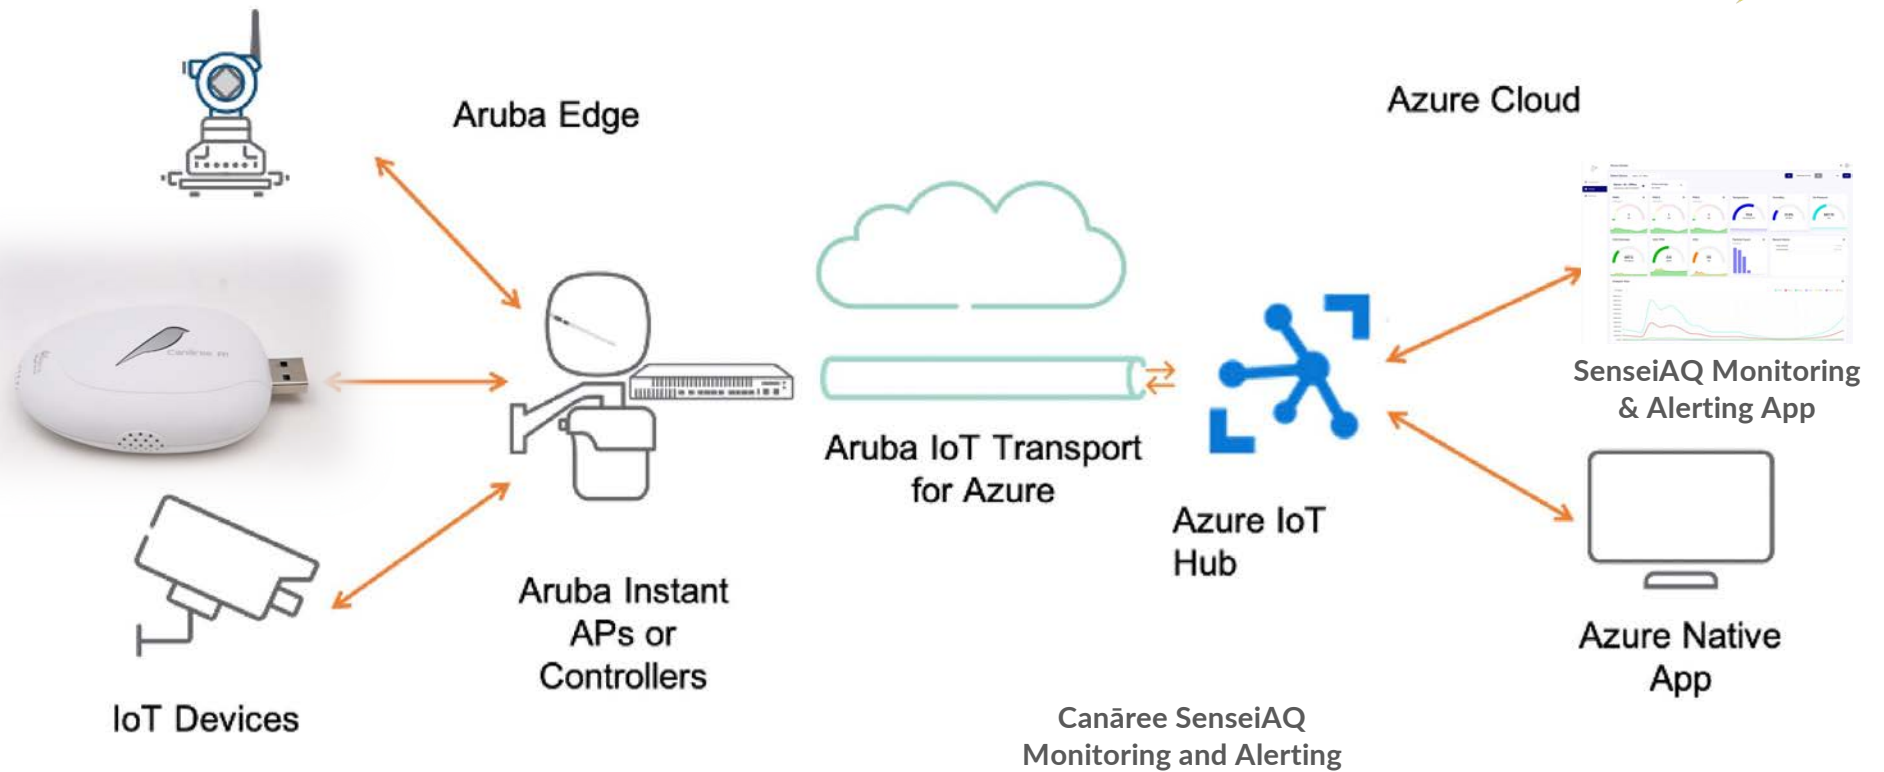 Aruba Edge
Azure Cloud
Canāree
SenseiAQ Monitoring
& Alerting App
Aruba IoT Transport
for Azure
Azure IoT
Hub
Aruba Instant
APs or
Controllers
Azure Native
App
IoT Devices
Canāree SenseiAQ
Monitoring and Alerting